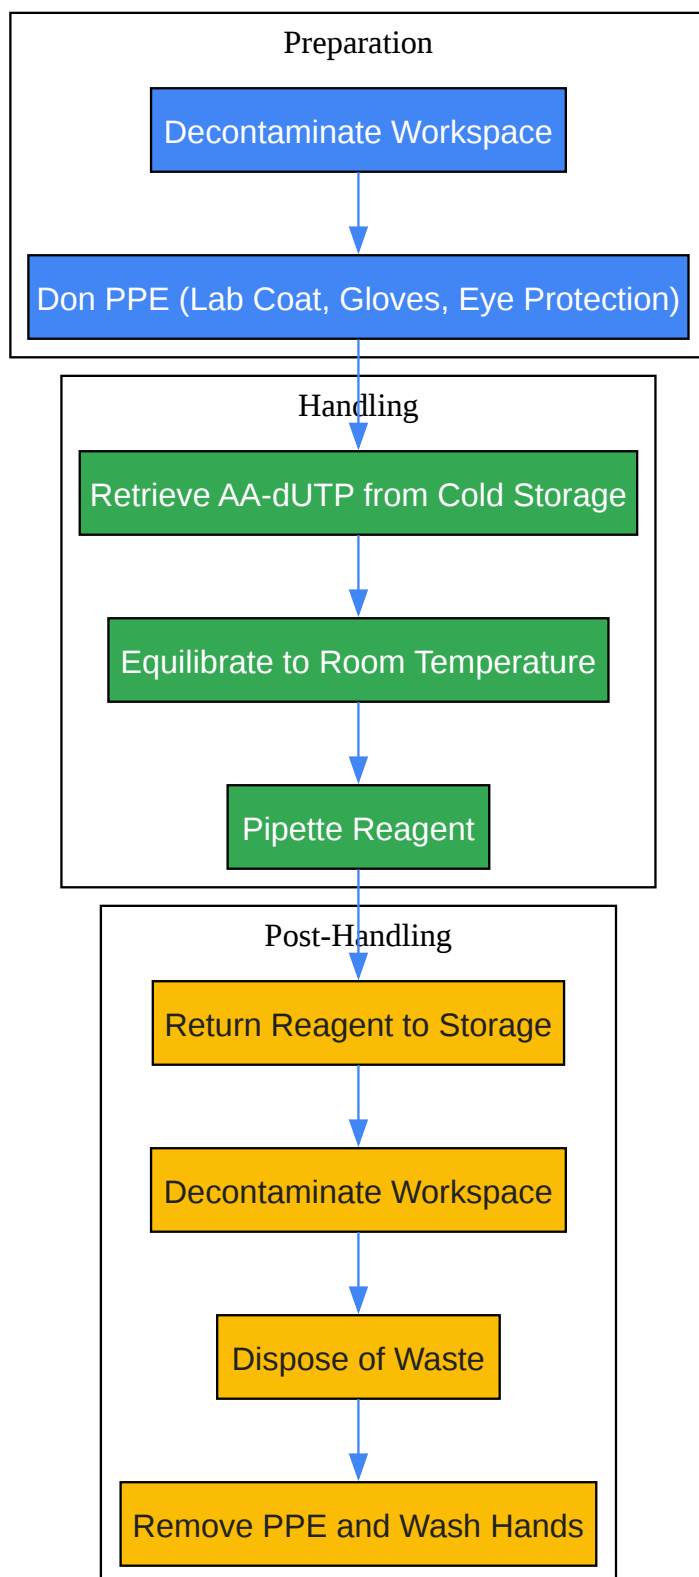 Preparation
Decontaminate Workspace
Don PPE (Lab Coat, Gloves, Eye Protection)
Handling
Retrieve AA-dUTP from Cold Storage
Equilibrate to Room Temperature
Pipette Reagent
Post-Handling
Return Reagent to Storage
Decontaminate Workspace
Dispose of Waste
Remove PPE and Wash Hands